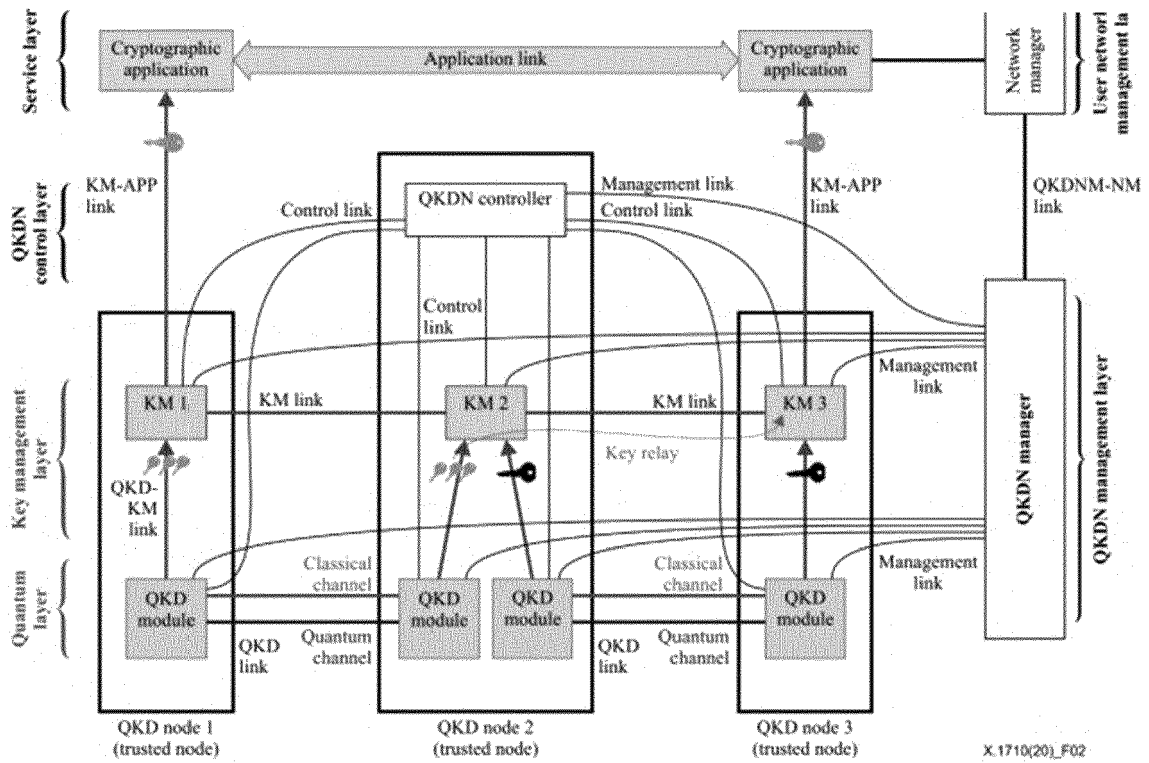 Service layer
Cryptographic
application
Application link
Cryptographic
application
Network
manager
User network
management la
KM-APP
link
KM-APP
link
QKDNM-NM
link
QKDN
control layer
QKDN controller
Management link
Control link
Control link
Control
link
Management
link
KM 1
KM link
KM 2
KM link
KM 3
Key relay
Key management
layer
QKD-
KM
link
QKDN manager
QKDN management layer
Quantum
layer
Classical
channel
Classical
channel
Management
link
QKD
module
QKD
module
QKD
module
QKD
module
QKD
link
Quantum
channel
QKD
link
Quantum
channel
QKD node 1
(trusted node)
QKD node 2
(trusted node)
QKD node 3
(trusted node)
X.1710(20)_F02